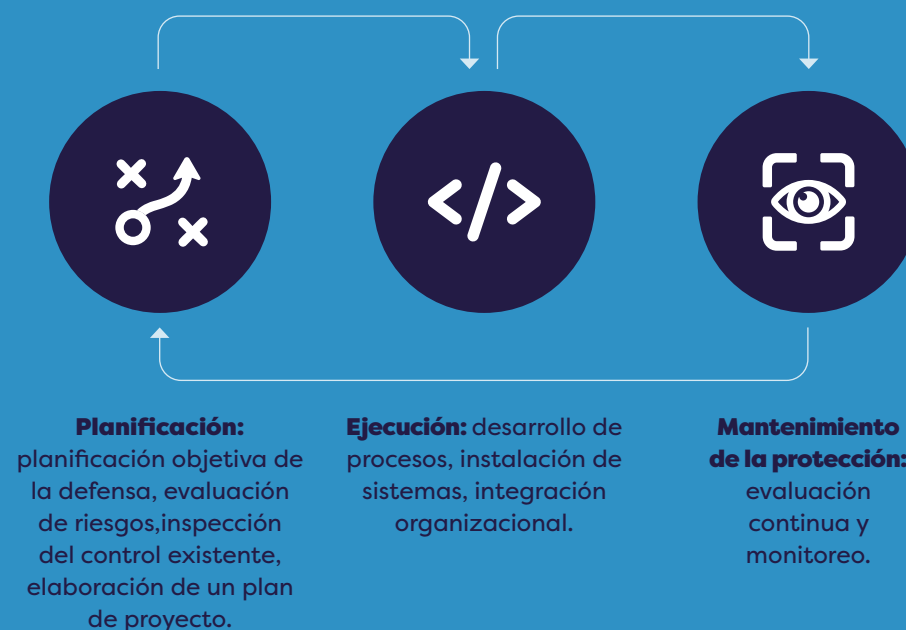 </>
Planificación:
planificación objetiva de
la defensa, evaluación
de riesgos,inspección
del control existente,
elaboración de un plan
de proyecto.
Ejecución: desarrollo de
procesos, instalación de
sistemas, integración
organizacional.
Mantenimiento
de la protección:
evaluación
continua y
monitoreo.